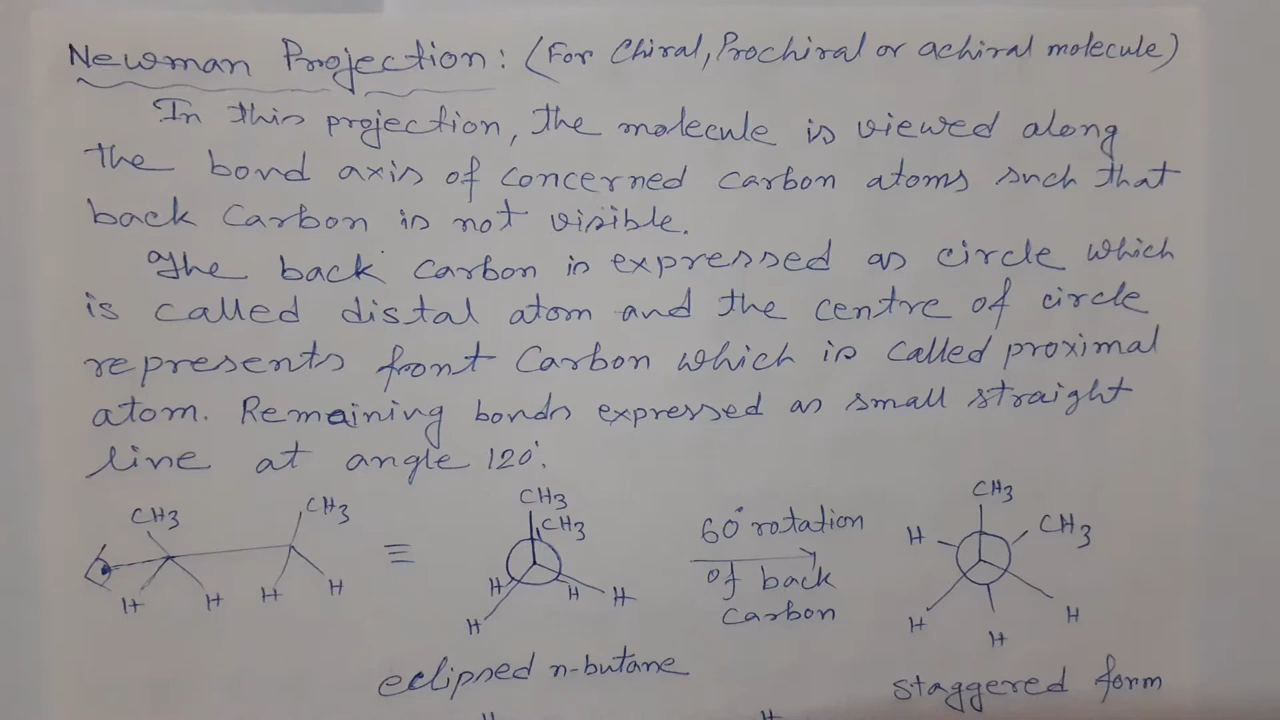 Newman Projection: (For Chiral, Prochiral or achiral molecule)
In this projection, the molecule is viewed along
the bond axis of concerned carbon atoms such that
back carbon is not visible.
The back carbon is expressed as circle which
is called distal atom and the centre of circle
represents front carbon which is called proximal
atom. Remaining bonds expressed as small straight
line at angle 120°.
CH3 CH3
H H H H
≡
CH3
CH3
H H H
H
60° rotation
of back
carbon
CH3
H CH3
H H
H
eclipsed n-butane
staggered form
H H